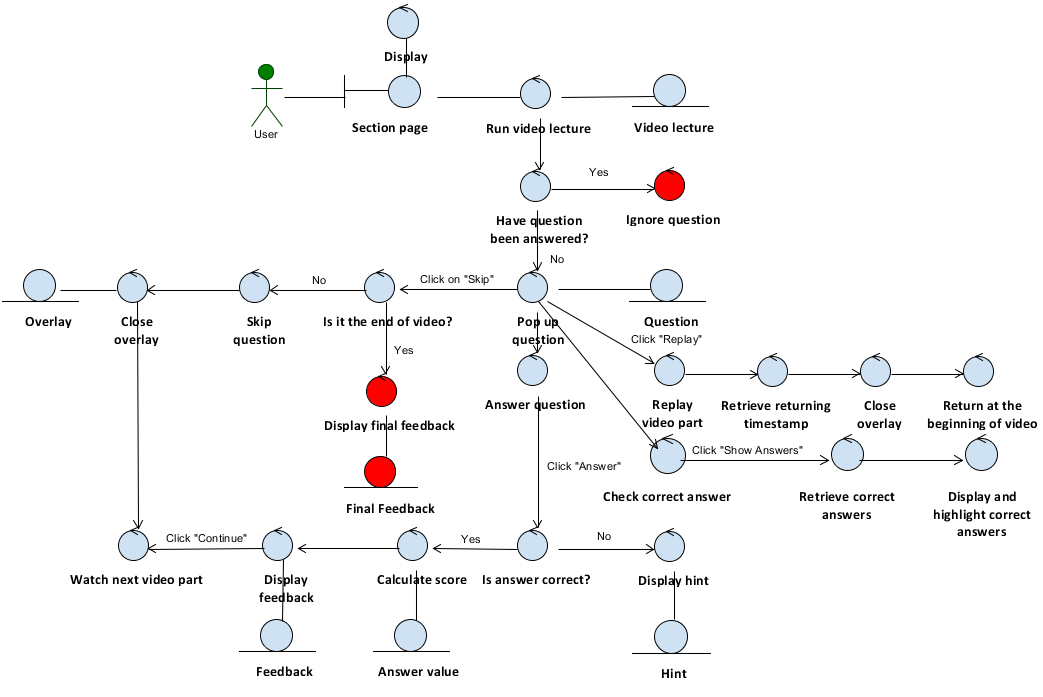 Display
User
Section page
Run video lecture
Video lecture
Yes
Have question
been answered?
Ignore question
No
Click on "Skip"
No
Overlay
Close
overlay
Skip
question
Is it the end of video?
Pop up
question
Question
Click "Replay"
Yes
Answer question
Replay
video part
Retrieve returning
timestamp
Close
overlay
Return at the
beginning of video
Display final feedback
Click "Answer"
Click "Show Answers"
Check correct answer
Retrieve correct
answers
Display and
highlight correct
answers
Final Feedback
Click "Continue"
Yes
No
Watch next video part
Display
feedback
Calculate score
Is answer correct?
Display hint
Feedback
Answer value
Hint